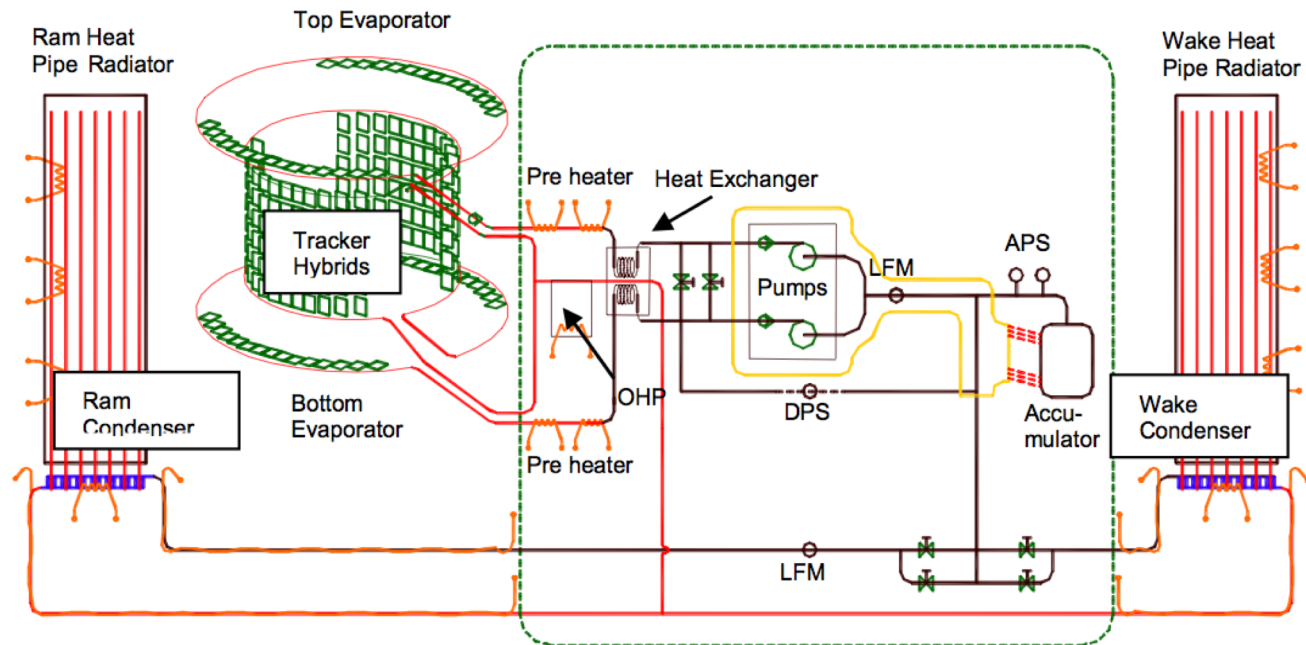 Top Evaporator
Ram Heat
Pipe Radiator
Wake Heat
Pipe Radiator
Pre heater
Heat Exchanger
Tracker
Hybrids
APS
LFM
Pumps
OHP
DPS
Accu-
mulator
Ram
Condenser
Bottom
Evaporator
Wake
Condenser
Pre heater
LFM